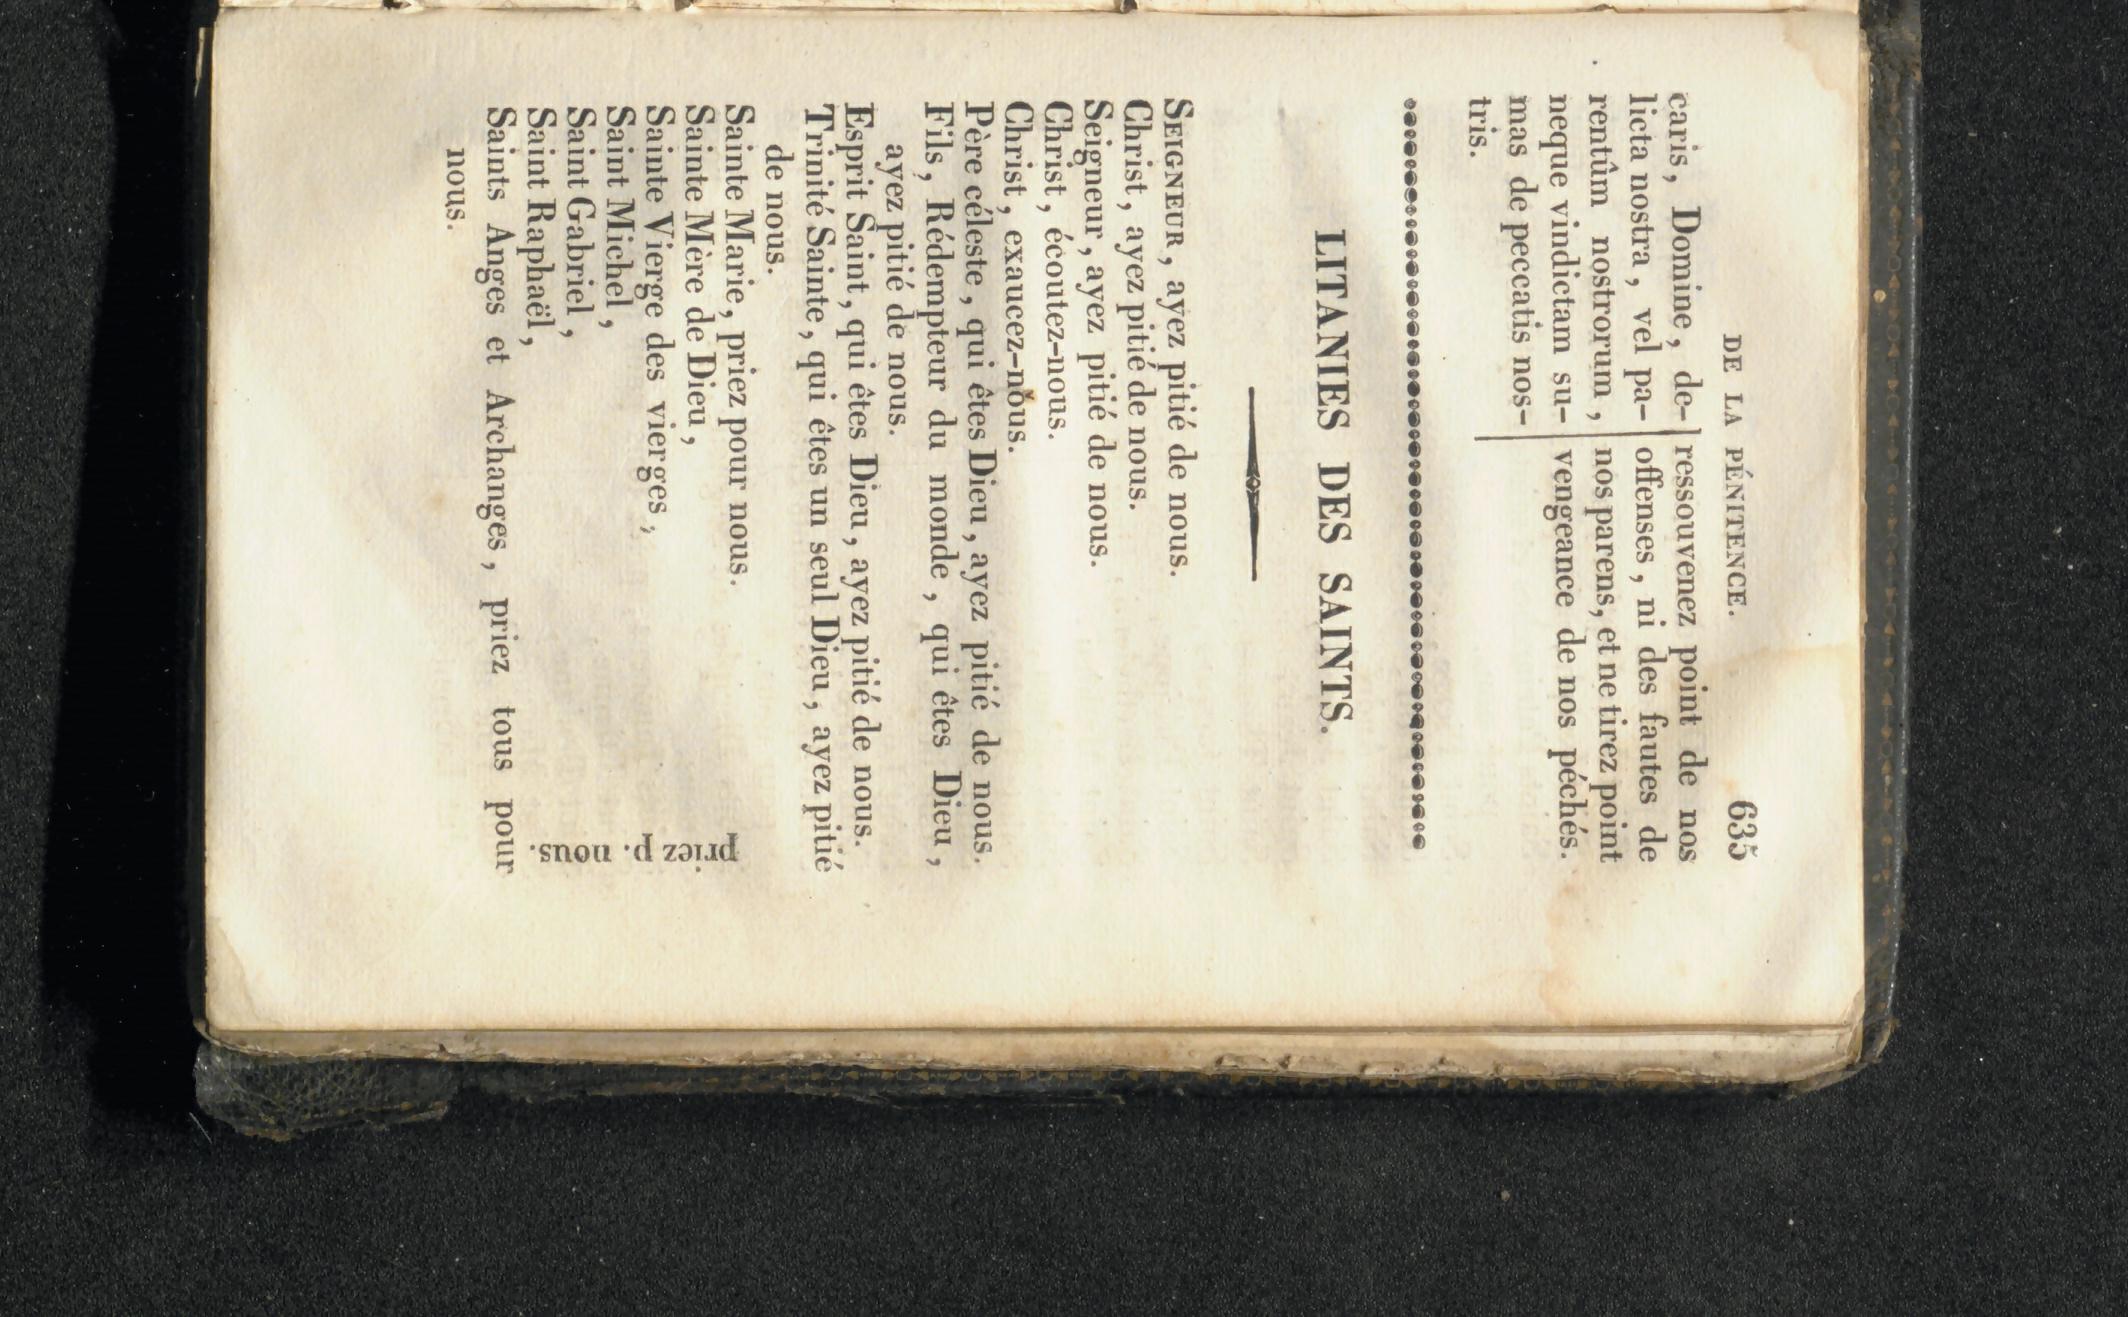 DE LA PÉNITENCE. 635
caris, Domine, de-
licta nostra, vel pa-
rentûm nostrorum,
neque vindictam su-
mas de peccatis nos-
tris.
ressouvenez point de nos
offenses, ni des fautes de
nos parens, et ne tirez point
vengeance de nos péchés.
LITANIES DES SAINTS.
SEIGNEUR, ayez pitié de nous.
Christ, ayez pitié de nous.
Seigneur, ayez pitié de nous.
Christ, écoutez-nous.
Christ, exaucez-nous.
Père céleste, qui êtes Dieu, ayez pitié de nous.
Fils, Rédempteur du monde, qui êtes Dieu,
ayez pitié de nous.
Esprit Saint, qui êtes Dieu, ayez pitié de nous.
Trinité Sainte, qui êtes un seul Dieu, ayez pitié
de nous.
Sainte Marie, priez pour nous.
Sainte Mère de Dieu,
Sainte Vierge des vierges,
Saint Michel,
Saint Gabriel,
Saint Raphaël,
priez p. nous.
Saints Anges et Archanges, priez tous pour
nous.